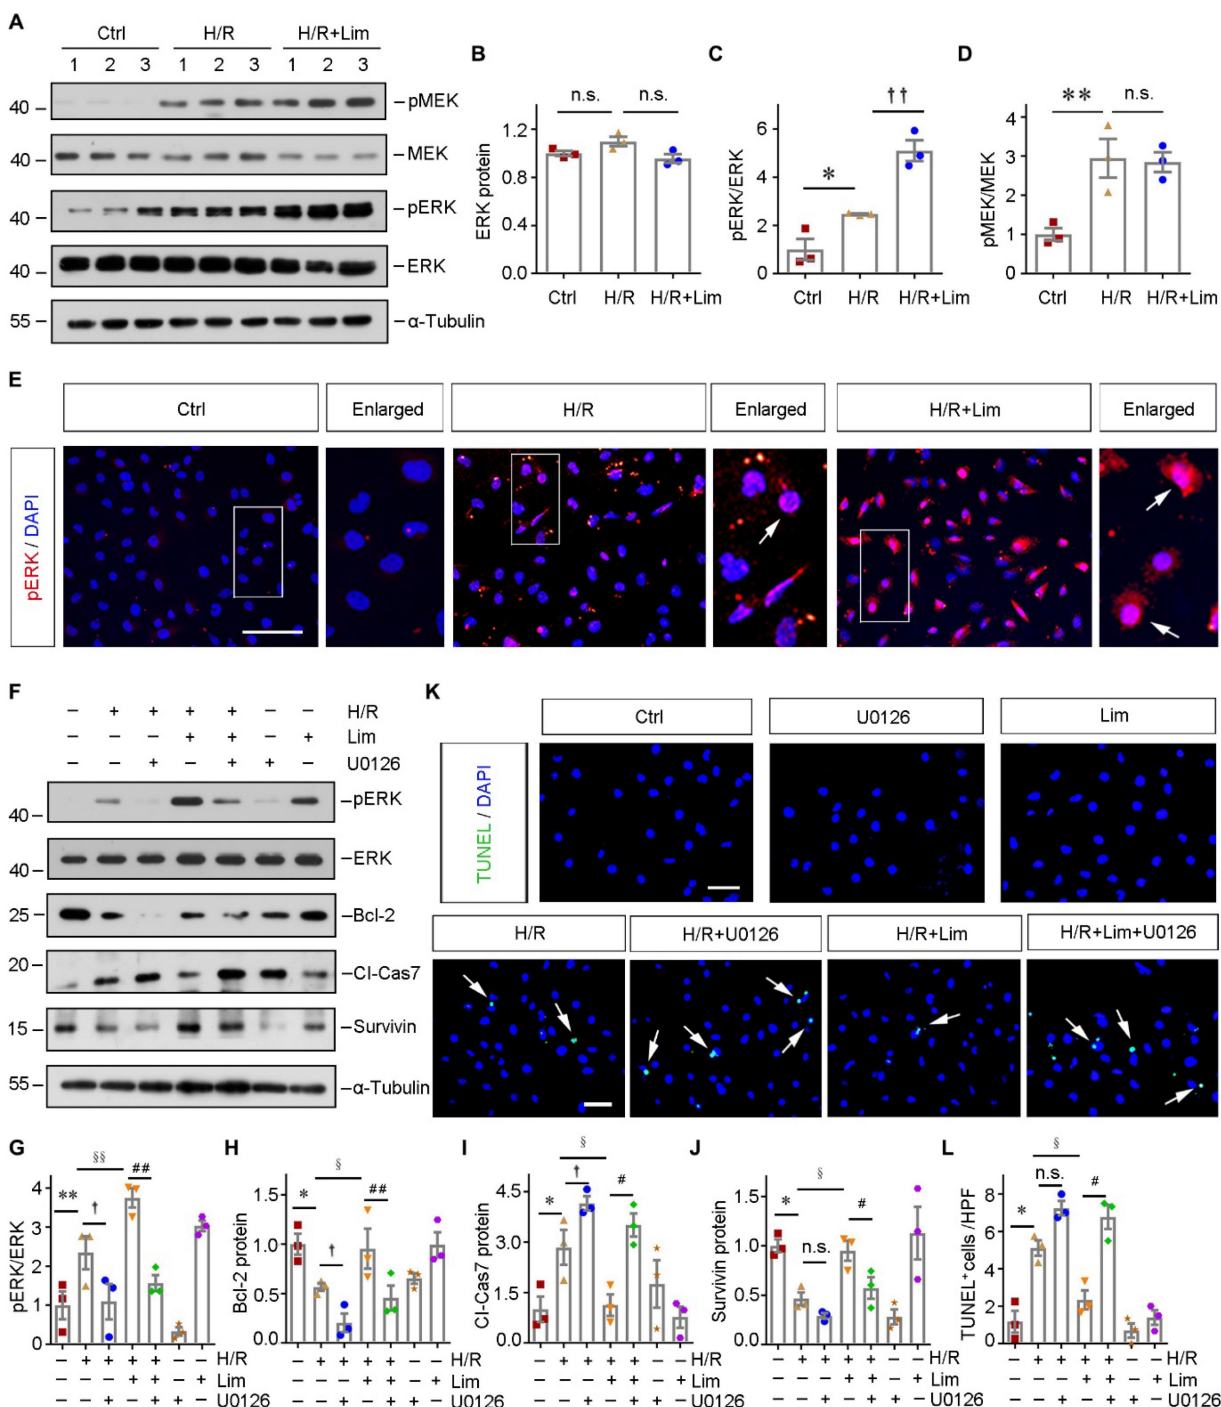 A
Ctrl H/R H/R+Lim
1 2 3 1 2 3 1 2 3
40 – –pMEK
40 – –MEK
40 – –pERK
40 – –ERK
55 – –α-Tubulin
B
n.s. n.s.
ERK protein
1.2
0.8
0.4
0.0
Ctrl H/R H/R+Lim
C
††
*
pERK/ERK
6
4
2
0
Ctrl H/R H/R+Lim
D
** n.s.
pMEK/MEK
4
3
2
1
0
Ctrl H/R H/R+Lim
E
Ctrl Enlarged H/R Enlarged H/R+Lim Enlarged
pERK / DAPI
F
– + + + + – – H/R
– – – + + – + Lim
– – + – + + – U0126
40 – –pERK
40 – –ERK
25 – –Bcl-2
20 – –Cl-Cas7
15 – –Survivin
55 – –α-Tubulin
K
Ctrl U0126 Lim
TUNEL / DAPI
H/R H/R+U0126 H/R+Lim H/R+Lim+U0126
G
§§
** † ##
pERK/ERK
4
3
2
1
0
– + + + + – – H/R
– – – + + – + Lim
– – + – + + – U0126
H
§
* † ##
Bcl-2 protein
1.5
1.0
0.5
0.0
– + + + + – –
– – – + + – +
– – + – + + –
I
§
* † #
Cl-Cas7 protein
4.5
3.0
1.5
0.0
– + + + + – –
– – – + + – +
– – + – + + –
J
§
* n.s. #
Survivin protein
1.5
1.0
0.5
0.0
– + + + + – – H/R
– – – + + – + Lim
– – + – + + – U0126
L
§
* n.s. #
TUNEL⁺cells /HPF
8
6
4
2
0
– + + + + – – H/R
– – – + + – + Lim
– – + – + + – U0126